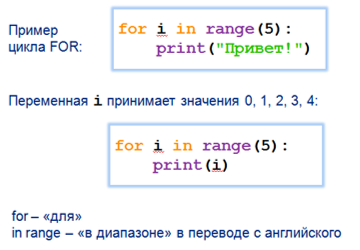 Пример
цикла FOR:
for i in range(5):
print("Привет!")
Переменная i принимает значения 0, 1, 2, 3, 4:
for i in range(5):
print(i)
for – «для»
in range – «в диапазоне» в переводе с английского